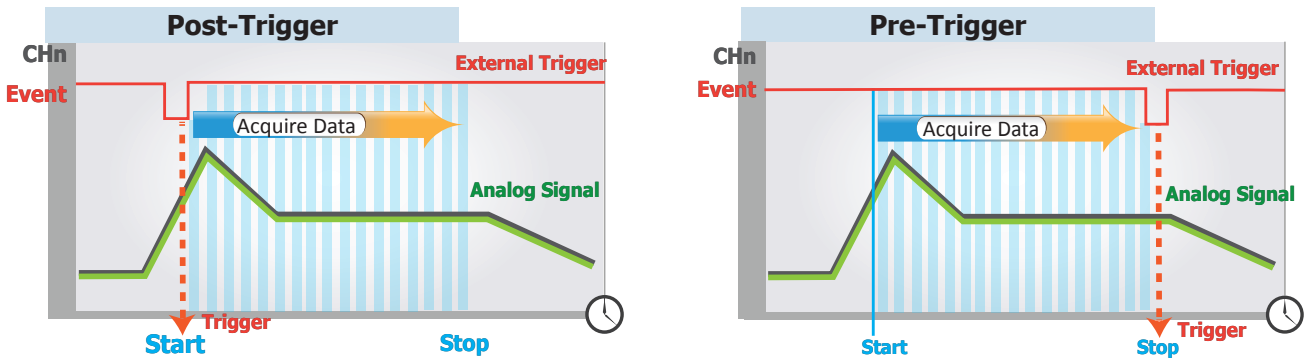 Post-Trigger
CHn
External Trigger
Event
Acquire Data
Analog Signal
Trigger
Start
Stop
Pre-Trigger
CHn
External Trigger
Event
Acquire Data
Analog Signal
Trigger
Start
Stop